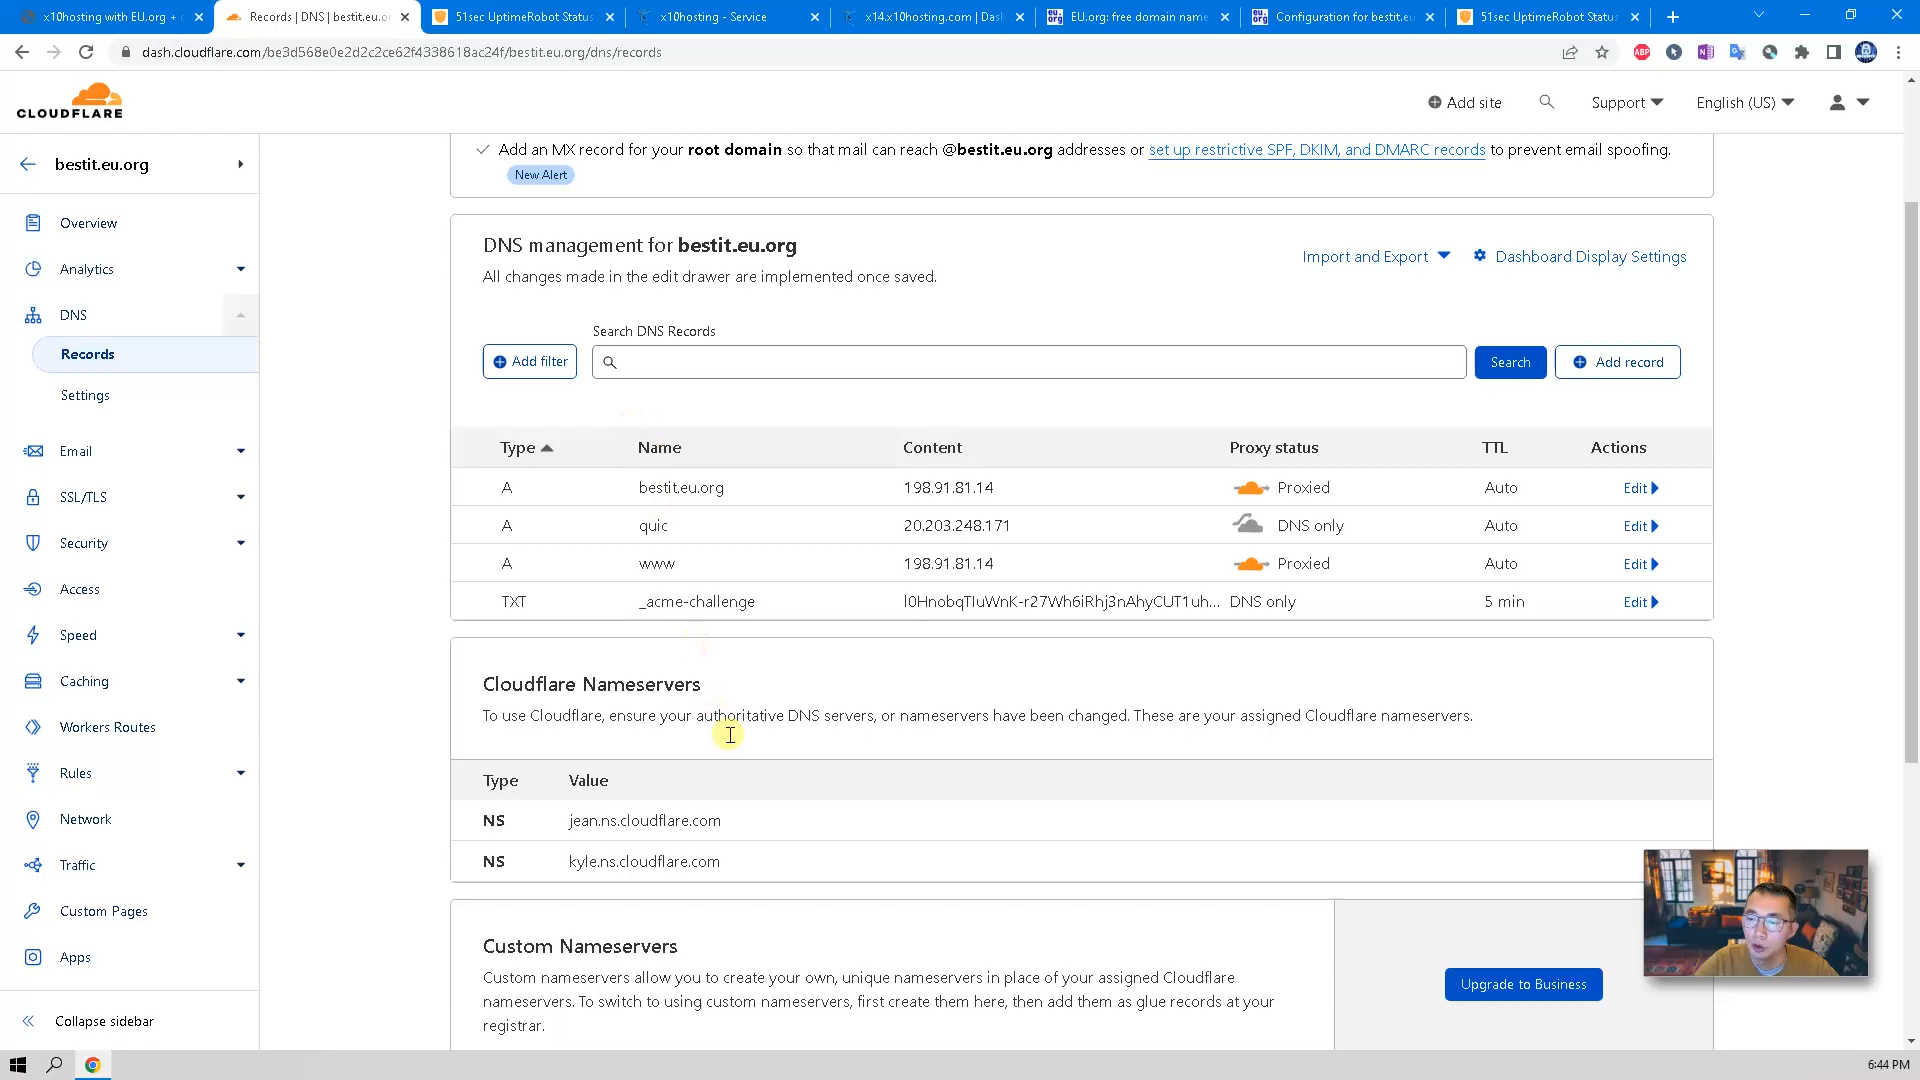 x10hosting with EU.org +
Records | DNS | bestit.eu.o
51sec UptimeRobot Status
x10hosting - Service
x14.x10hosting.com | Dash
EU.org: free domain name
Configuration for bestit.eu
51sec UptimeRobot Status
dash.cloudflare.com/be3d568e0e2d2c2ce62f4338618ac24f/bestit.eu.org/dns/records
CLOUDFLARE
Add site
Support
English (US)
bestit.eu.org
Overview
Analytics
DNS
Records
Settings
Email
SSL/TLS
Security
Access
Speed
Caching
Workers Routes
Rules
Network
Traffic
Custom Pages
Apps
Collapse sidebar
Add an MX record for your root domain so that mail can reach @bestit.eu.org addresses or set up restrictive SPF, DKIM, and DMARC records to prevent email spoofing.
New Alert
DNS management for bestit.eu.org
All changes made in the edit drawer are implemented once saved.
Import and Export
Dashboard Display Settings
Search DNS Records
Add filter
Search
Add record
Type Name Content Proxy status TTL Actions
A bestit.eu.org 198.91.81.14 Proxied Auto Edit
A quic 20.203.248.171 DNS only Auto Edit
A www 198.91.81.14 Proxied Auto Edit
TXT _acme-challenge l0HnobqTIuWnK-r27Wh6iRhj3nAhyCUT1uh... DNS only 5 min Edit
Cloudflare Nameservers
To use Cloudflare, ensure your authoritative DNS servers, or nameservers have been changed. These are your assigned Cloudflare nameservers.
Type Value
NS jean.ns.cloudflare.com
NS kyle.ns.cloudflare.com
Custom Nameservers
Custom nameservers allow you to create your own, unique nameservers in place of your assigned Cloudflare
nameservers. To switch to using custom nameservers, first create them here, then add them as glue records at your
registrar.
Upgrade to Business
6:44 PM